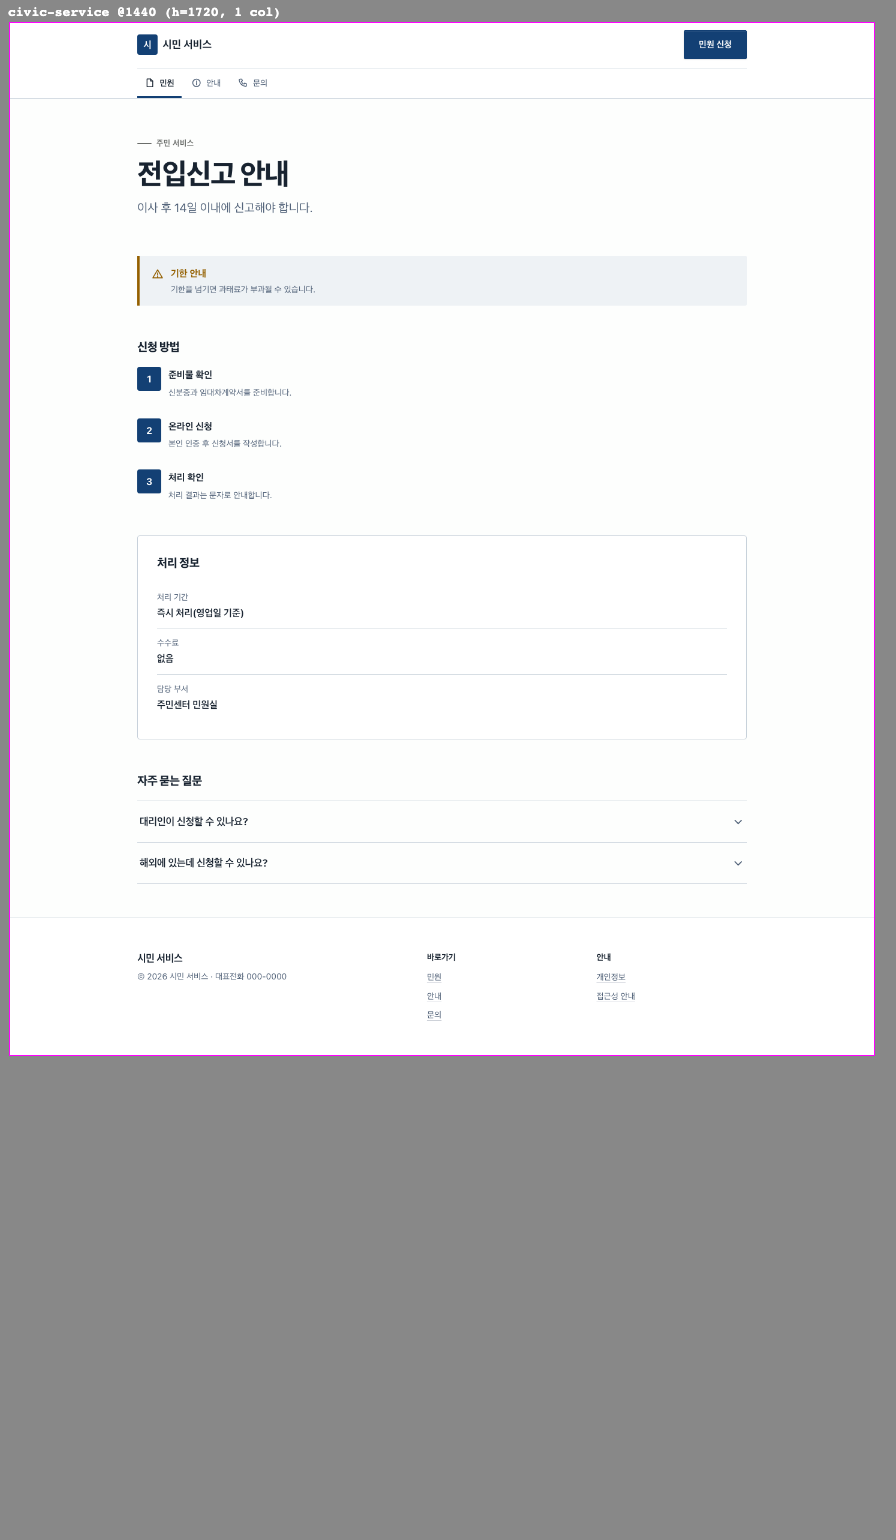 civic-service @1440 (h=1720, 1 col)
시 시민 서비스
민원 신청
민원 안내 문의
주민 서비스
전입신고 안내
이사 후 14일 이내에 신고해야 합니다.
기한 안내
기한을 넘기면 과태료가 부과될 수 있습니다.
신청 방법
1 준비물 확인
신분증과 임대차계약서를 준비합니다.
2 온라인 신청
본인 인증 후 신청서를 작성합니다.
3 처리 확인
처리 결과는 문자로 안내합니다.
처리 정보
처리 기간
즉시 처리(영업일 기준)
수수료
없음
담당 부서
주민센터 민원실
자주 묻는 질문
대리인이 신청할 수 있나요?
해외에 있는데 신청할 수 있나요?
시민 서비스
© 2026 시민 서비스 · 대표전화 000-0000
바로가기
민원
안내
문의
안내
개인정보
접근성 안내